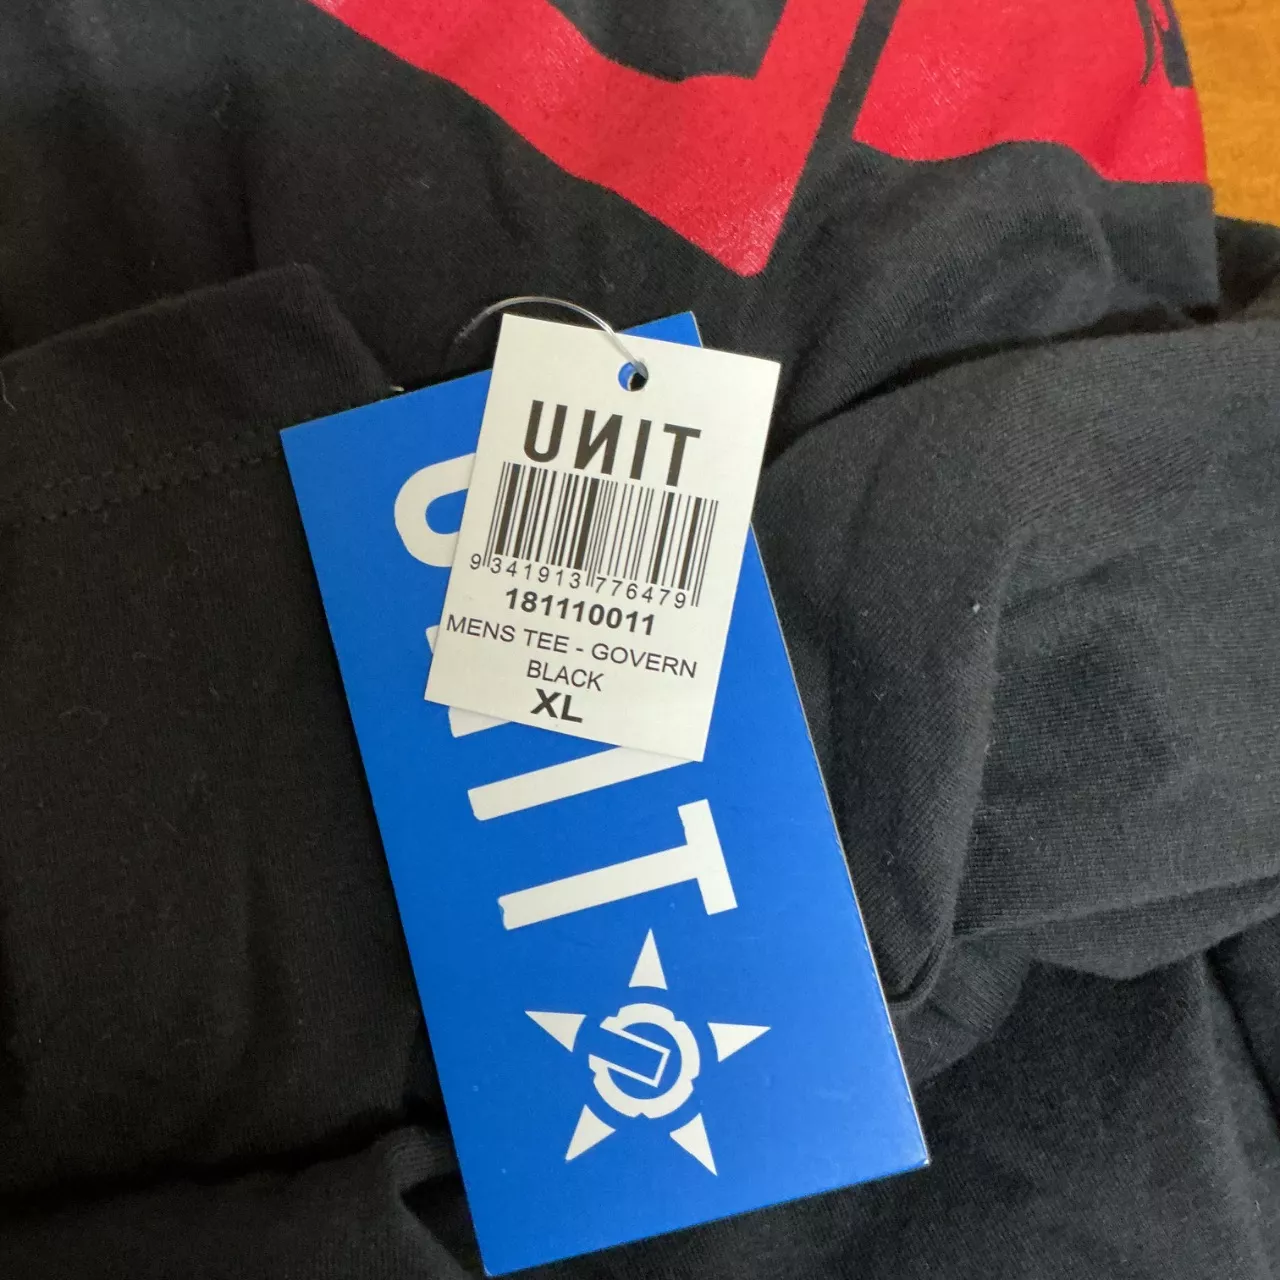 UNIT
9 341913 776479
181110011
MENS TEE - GOVERN
BLACK
XL
UNIT